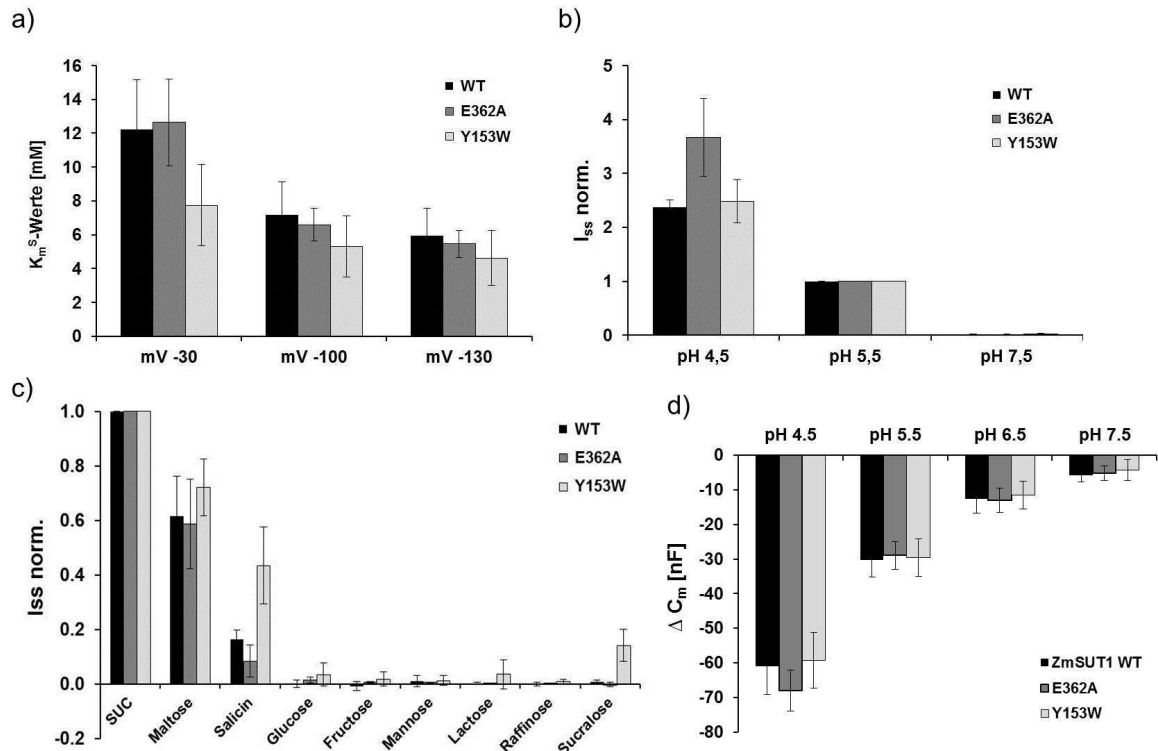 a)
K_m^S-Werte [mM]
16
14
12
10
8
6
4
2
0
WT
E362A
Y153W
mV -30 mV -100 mV -130
b)
I_ss norm.
5
4
3
2
1
0
WT
E362A
Y153W
pH 4,5 pH 5,5 pH 7,5
c)
Iss norm.
1.0
0.8
0.6
0.4
0.2
0.0
-0.2
WT
E362A
Y153W
SUC Maltose Salicin Glucose Fructose Mannose Lactose Raffinose Sucralose
d)
pH 4.5 pH 5.5 pH 6.5 pH 7.5
Δ C_m [nF]
0
-10
-20
-30
-40
-50
-60
-70
-80
ZmSUT1 WT
E362A
Y153W